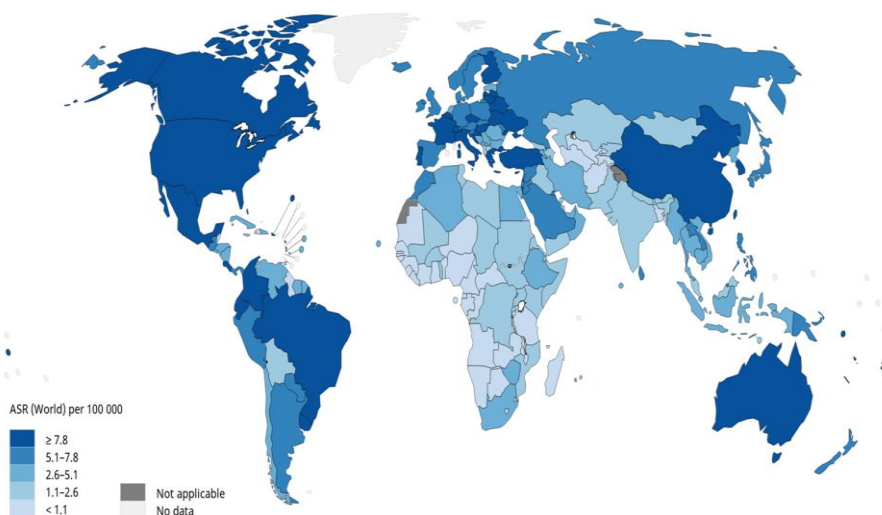 ASR (World) per 100 000
≥ 7.8
5.1–7.8
2.6–5.1
1.1–2.6
< 1.1
Not applicable
No data